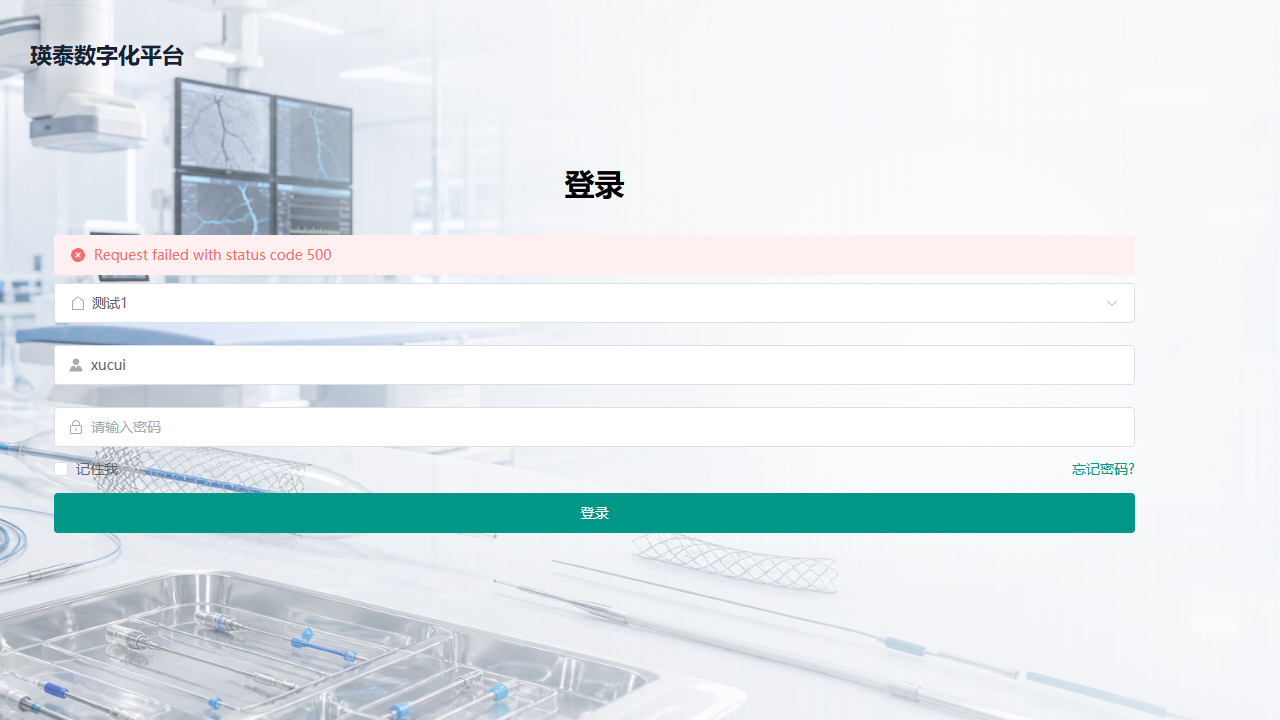 瑛泰数字化平台
登录
Request failed with status code 500
测试1
xucui
请输入密码
记住我
忘记密码?
登录